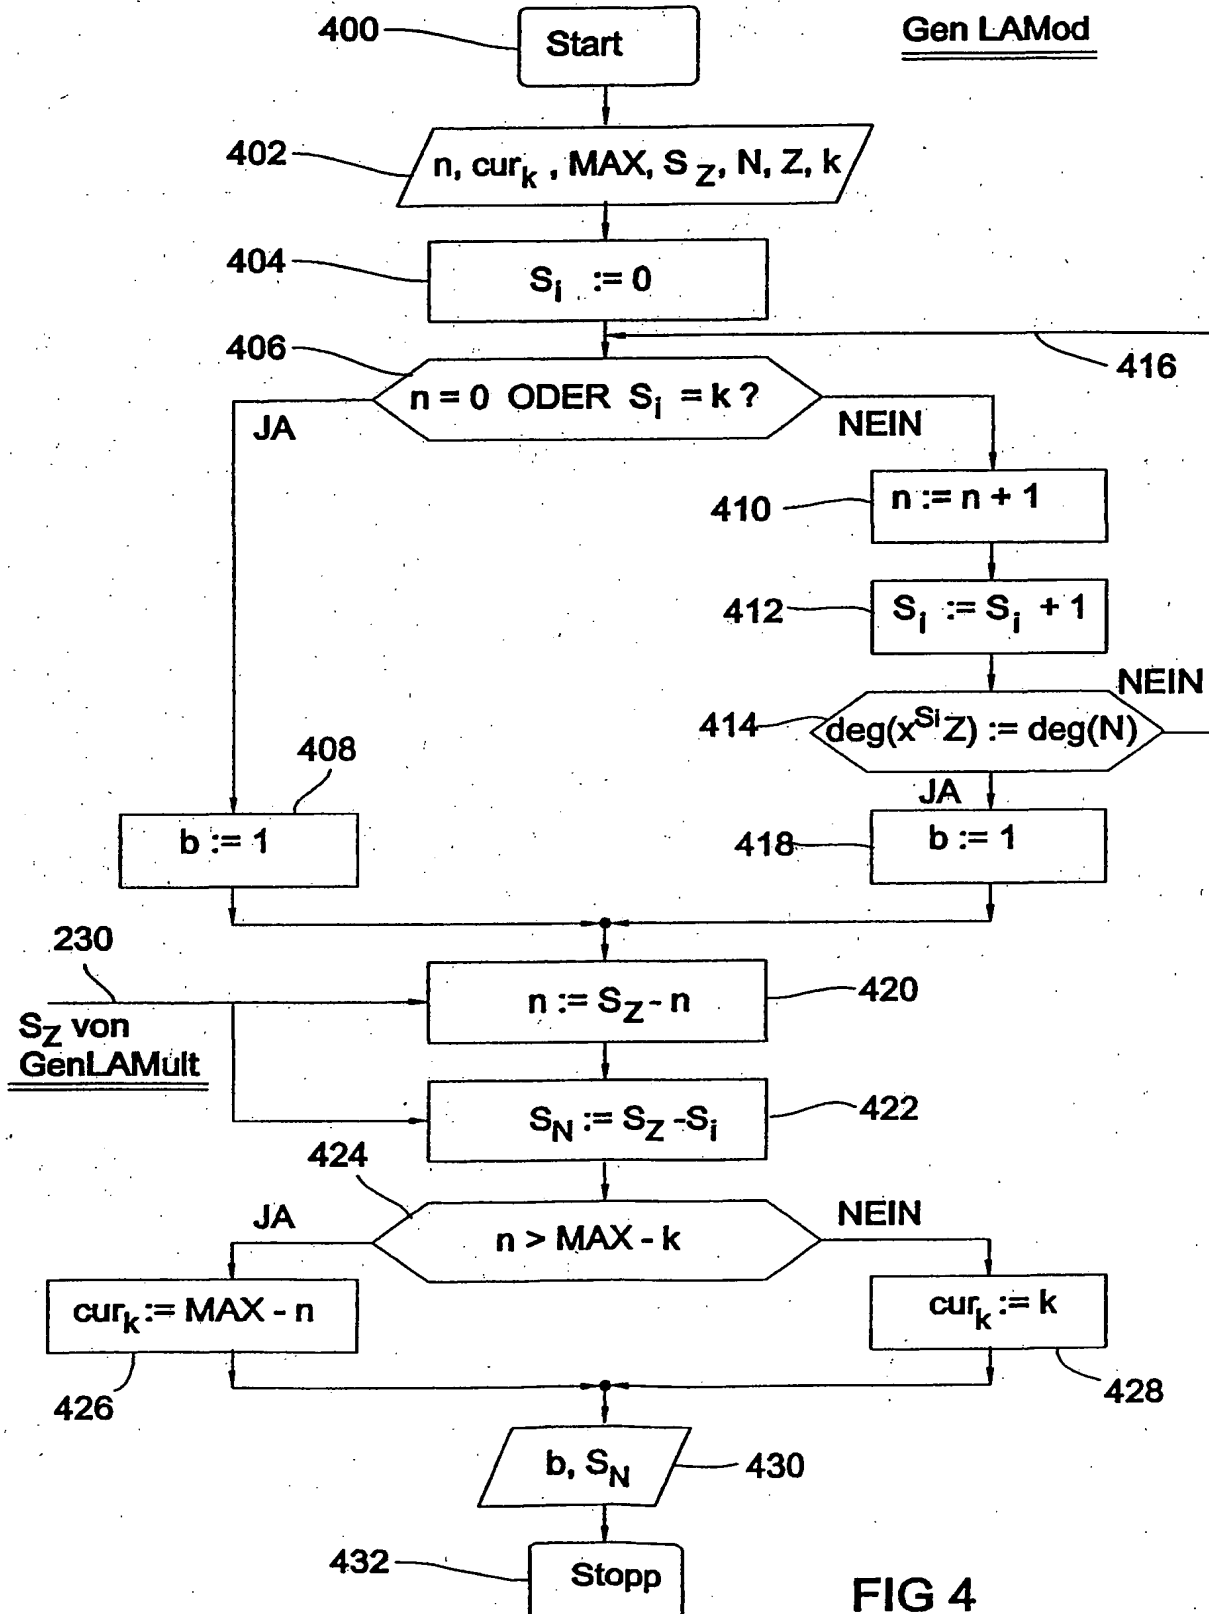 400
Start
Gen LAMod
402
n, cur_k , MAX, S_Z, N, Z, k
404
S_i := 0
416
406
n = 0 ODER S_i = k ?
JA
NEIN
410
n := n + 1
412
S_i := S_i + 1
NEIN
414
deg(x^Si Z) := deg(N)
JA
408
b := 1
418
b := 1
230
S_Z von
GenLAMult
n := S_Z - n
420
S_N := S_Z -S_i
422
424
JA
n > MAX - k
NEIN
cur_k := MAX - n
cur_k := k
426
428
b, S_N
430
432
Stopp
FIG 4